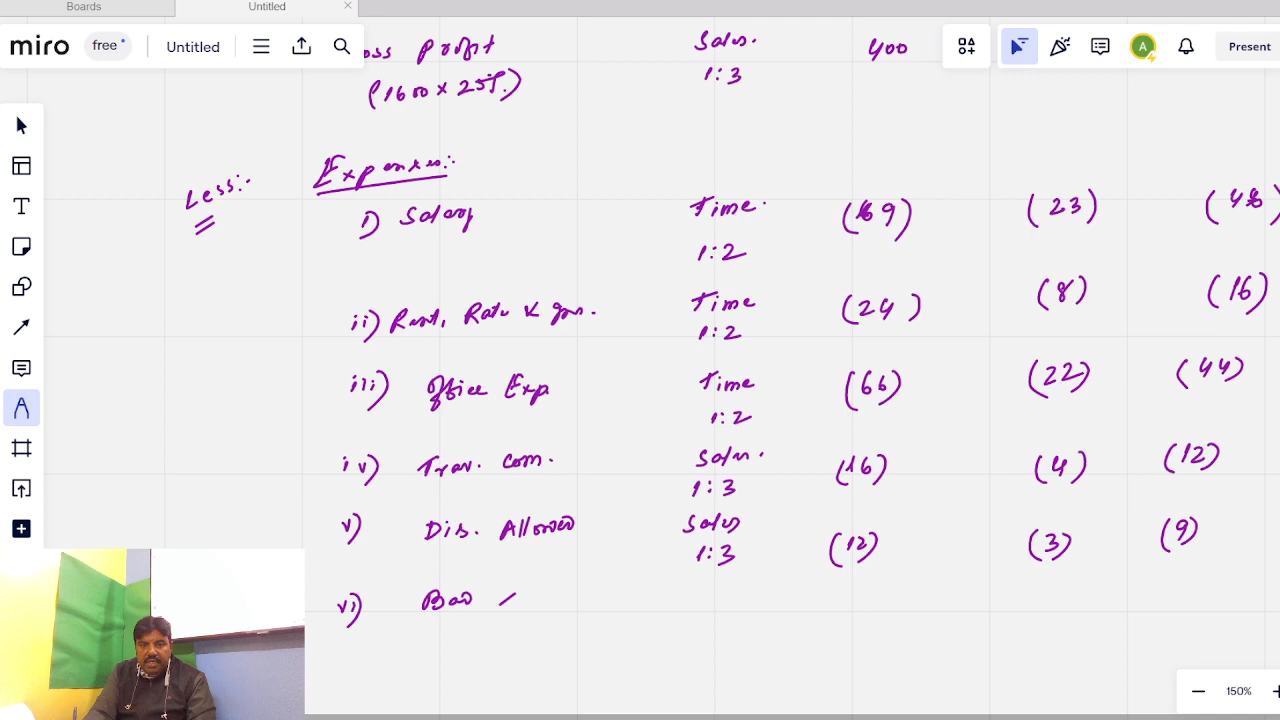 Boards
Untitled
miro free Untitled Present
oss profit Sales. 400
(1600 x 25%) 1:3
Less:- Expenses:-
i) Salary Time. (69) (23)
1:2
ii) Rent, Rate & Time (24) (8) (16)
1:2
iii) Office Exp Time (66) (22) (44)
1:2
iv) Trav. Com. Sales. (16) (4) (12)
1:3
v) Dis. Allowed Sales (12) (3) (9)
1:3
vi) Bad
150%